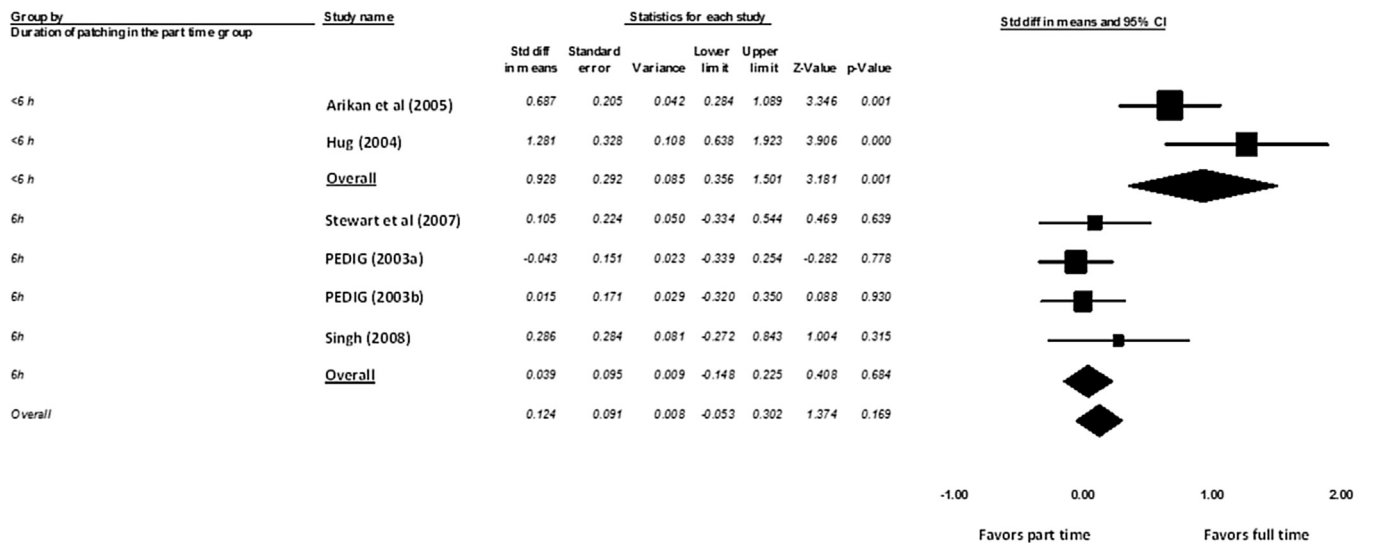 Group by Study name Statistics for each study Std diff in means and 95% CI
Duration of patching in the part time group
Std diff Standard Lower Upper
in means error Variance limit limit Z-Value p-Value
<6 h Arikan et al (2005) 0.687 0.205 0.042 0.284 1.089 3.346 0.001
<6 h Hug (2004) 1.281 0.328 0.108 0.638 1.923 3.906 0.000
<6 h Overall 0.928 0.292 0.085 0.356 1.501 3.181 0.001
6h Stewart et al (2007) 0.105 0.224 0.050 -0.334 0.544 0.469 0.639
6h PEDIG (2003a) -0.043 0.151 0.023 -0.339 0.254 -0.282 0.778
6h PEDIG (2003b) 0.015 0.171 0.029 -0.320 0.350 0.088 0.930
6h Singh (2008) 0.286 0.284 0.081 -0.272 0.843 1.004 0.315
6h Overall 0.039 0.095 0.009 -0.148 0.225 0.408 0.684
Overall 0.124 0.091 0.008 -0.053 0.302 1.374 0.169
-1.00 0.00 1.00 2.00
Favors part time Favors full time